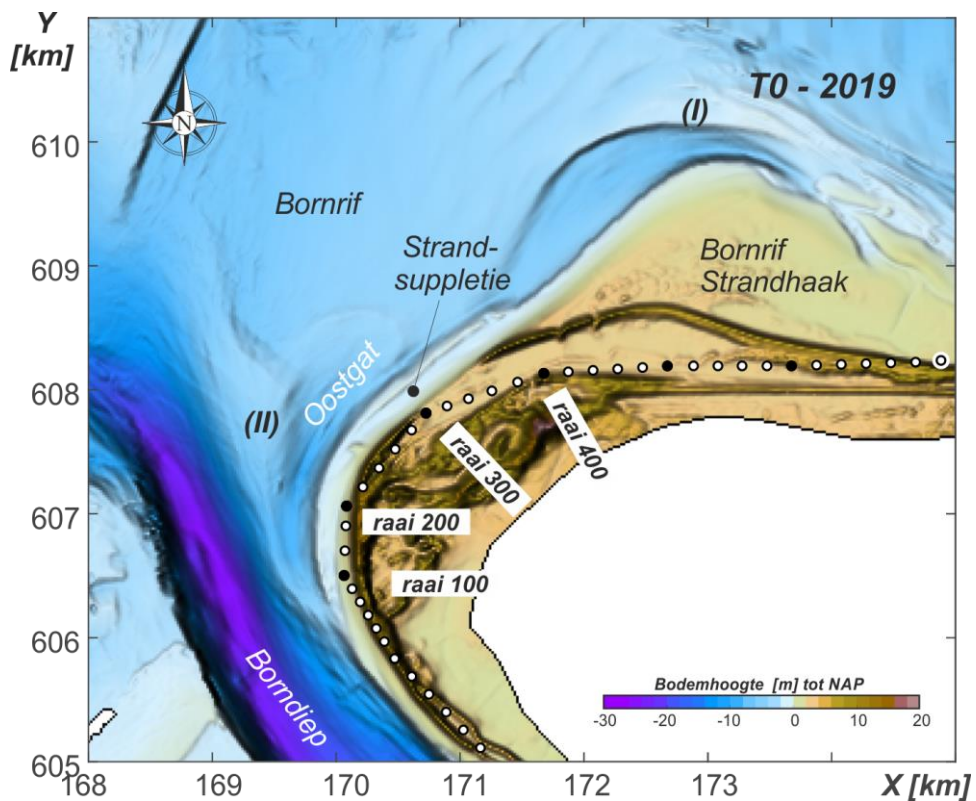 Y
[km]
T0 - 2019
N
(I)
610
Bornrif
609
Strand-
suppletie
Bornrif
Strandhaak
608
Oostgat
(II)
raai 400
raai 300
607
raai 200
raai 100
606
Borndiep
Bodemhoogte [m] tot NAP
-30
-20
-10
0
10
20
605
168
169
170
171
172
173
X [km]